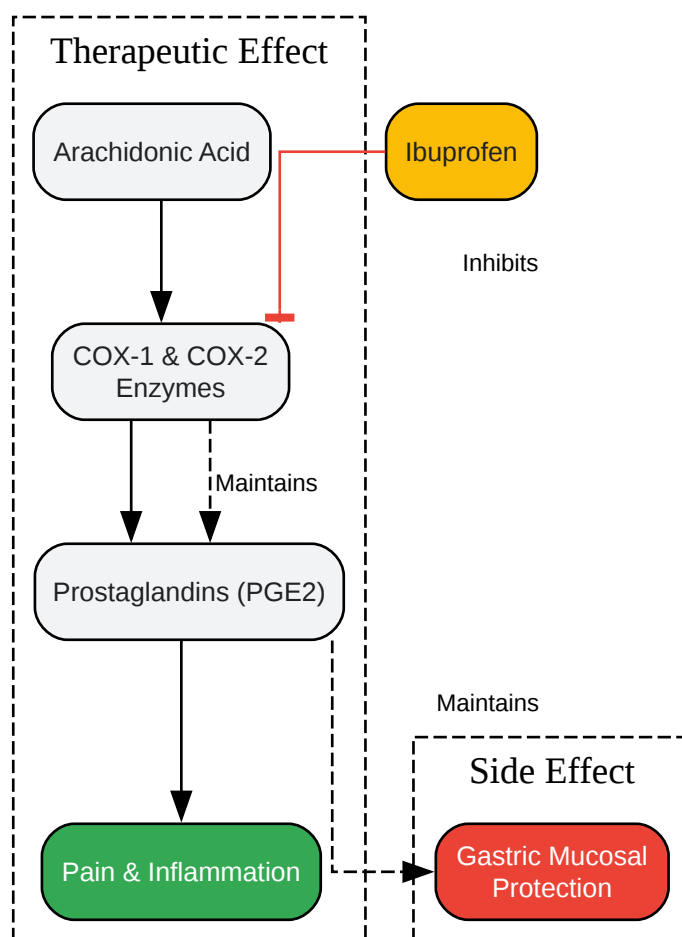 Therapeutic Effect
Arachidonic Acid
Ibuprofen
Inhibits
COX-1 & COX-2
Enzymes
Maintains
Prostaglandins (PGE2)
Maintains
Side Effect
Pain & Inflammation
Gastric Mucosal
Protection